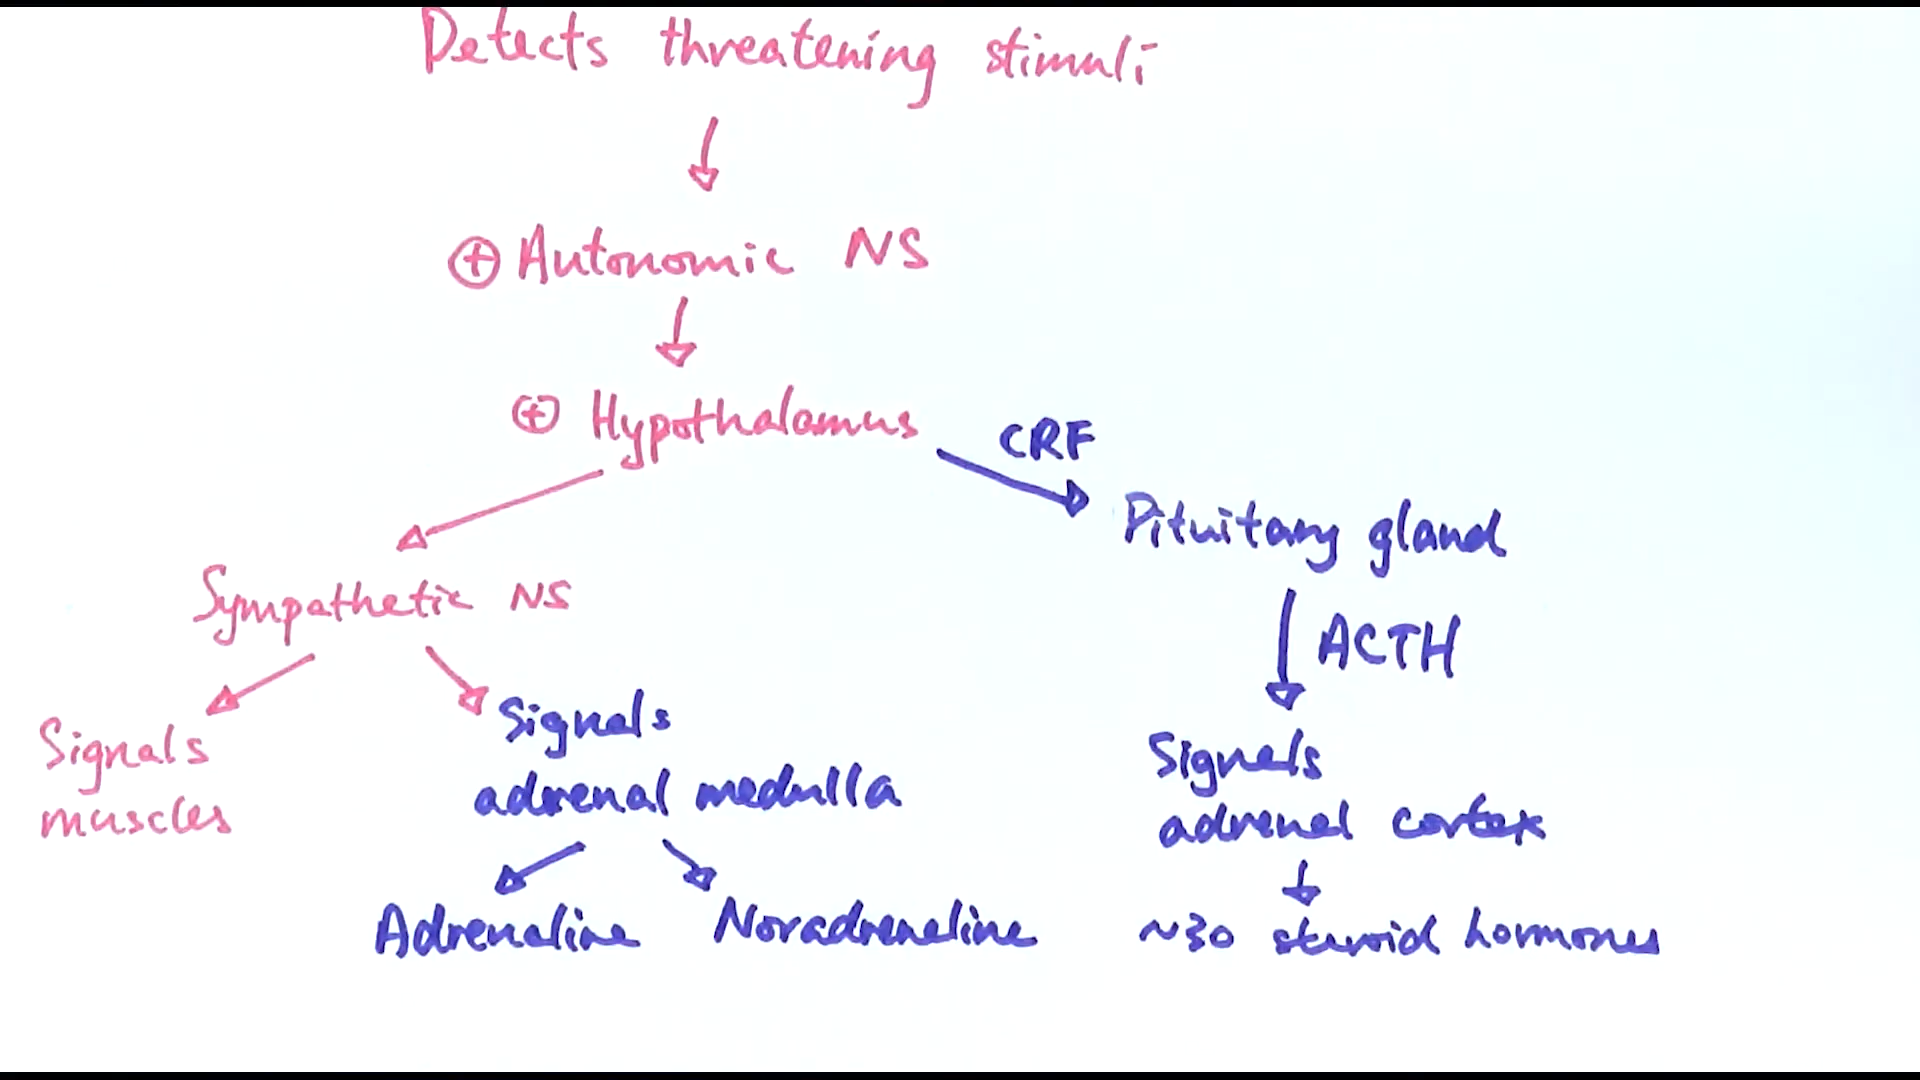 Detects threatening stimuli
⊕ Autonomic NS
⊕ Hypothalamus
CRF
Pituitary gland
Sympathetic NS
ACTH
Signals
muscles
Signals
adrenal medulla
Signals
adrenal cortex
Adrenaline
Noradrenaline
~30 steroid hormones